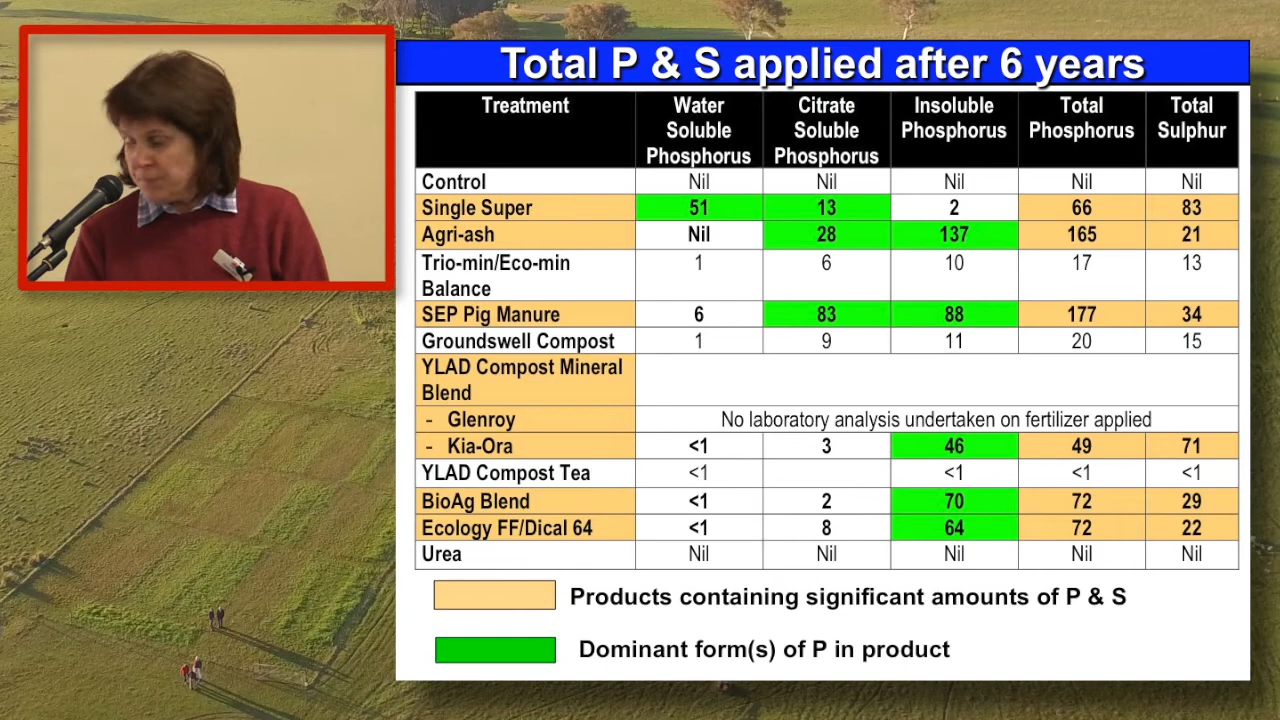 Total P & S applied after 6 years
Treatment Water Soluble Phosphorus Citrate Soluble Phosphorus Insoluble Phosphorus Total Phosphorus Total Sulphur
Control Nil Nil Nil Nil Nil
Single Super 51 13 2 66 83
Agri-ash Nil 28 137 165 21
Trio-min/Eco-min Balance 1 6 10 17 13
SEP Pig Manure 6 83 88 177 34
Groundswell Compost 1 9 11 20 15
YLAD Compost Mineral Blend
- Glenroy No laboratory analysis undertaken on fertilizer applied
- Kia-Ora <1 3 46 49 71
YLAD Compost Tea <1 <1 <1 <1
BioAg Blend <1 2 70 72 29
Ecology FF/Dical 64 <1 8 64 72 22
Urea Nil Nil Nil Nil Nil
Products containing significant amounts of P & S
Dominant form(s) of P in product